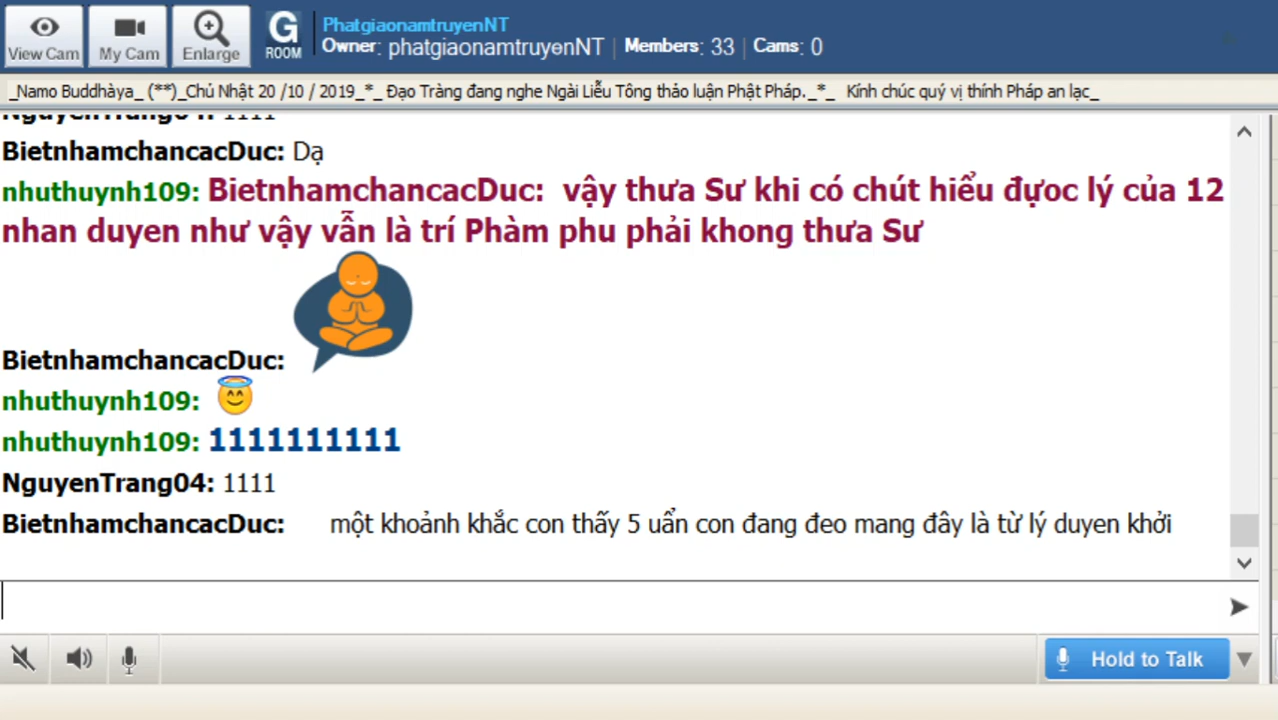 View Cam
My Cam
Enlarge
G
ROOM
PhatgiaonamtruyenNT
Owner: phatgiaonamtruyenNT | Members: 33 | Cams: 0
_Namo Buddhàya_ (**)_Chủ Nhật 20 /10 / 2019_*_ Đạo Tràng đang nghe Ngài Liễu Tông thảo luận Phật Pháp._*_ Kính chúc quý vị thính Pháp an lạc_
BietnhamchancacDuc: Dạ
nhuthuynh109: BietnhamchancacDuc: vậy thưa Sư khi có chút hiểu đựoc lý của 12
nhan duyen như vậy vẫn là trí Phàm phu phải khong thưa Sư
BietnhamchancacDuc:
nhuthuynh109:
nhuthuynh109: 1111111111
NguyenTrang04: 1111
BietnhamchancacDuc: một khoảnh khắc con thấy 5 uẩn con đang đeo mang đây là từ lý duyen khởi
Hold to Talk